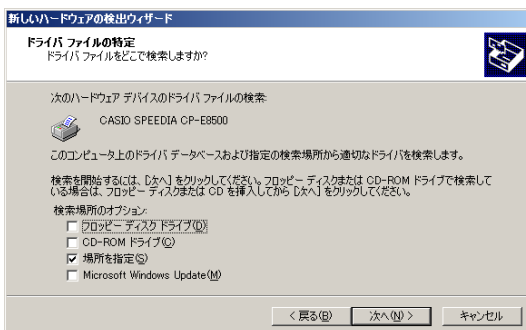 新しいハードウェアの検出ウィザード
ドライバ ファイルの特定
ドライバ ファイルをどこで検索しますか?
次のハードウェア デバイスのドライバ ファイルの検索:
CASIO SPEEDIA CP-E8500
このコンピュータ上のドライバ データベースおよび指定の検索場所から適切なドライバを検索します。
検索を開始するには、[次へ] をクリックしてください。フロッピー ディスクまたは CD-ROM ドライブで検索して
いる場合は、フロッピー ディスクまたは CD を挿入してから [次へ] をクリックしてください。
検索場所のオプション:
フロッピー ディスク ドライブ(D)
CD-ROM ドライブ(C)
場所を指定(S)
Microsoft Windows Update(M)
< 戻る(B)
次へ(N) >
キャンセル